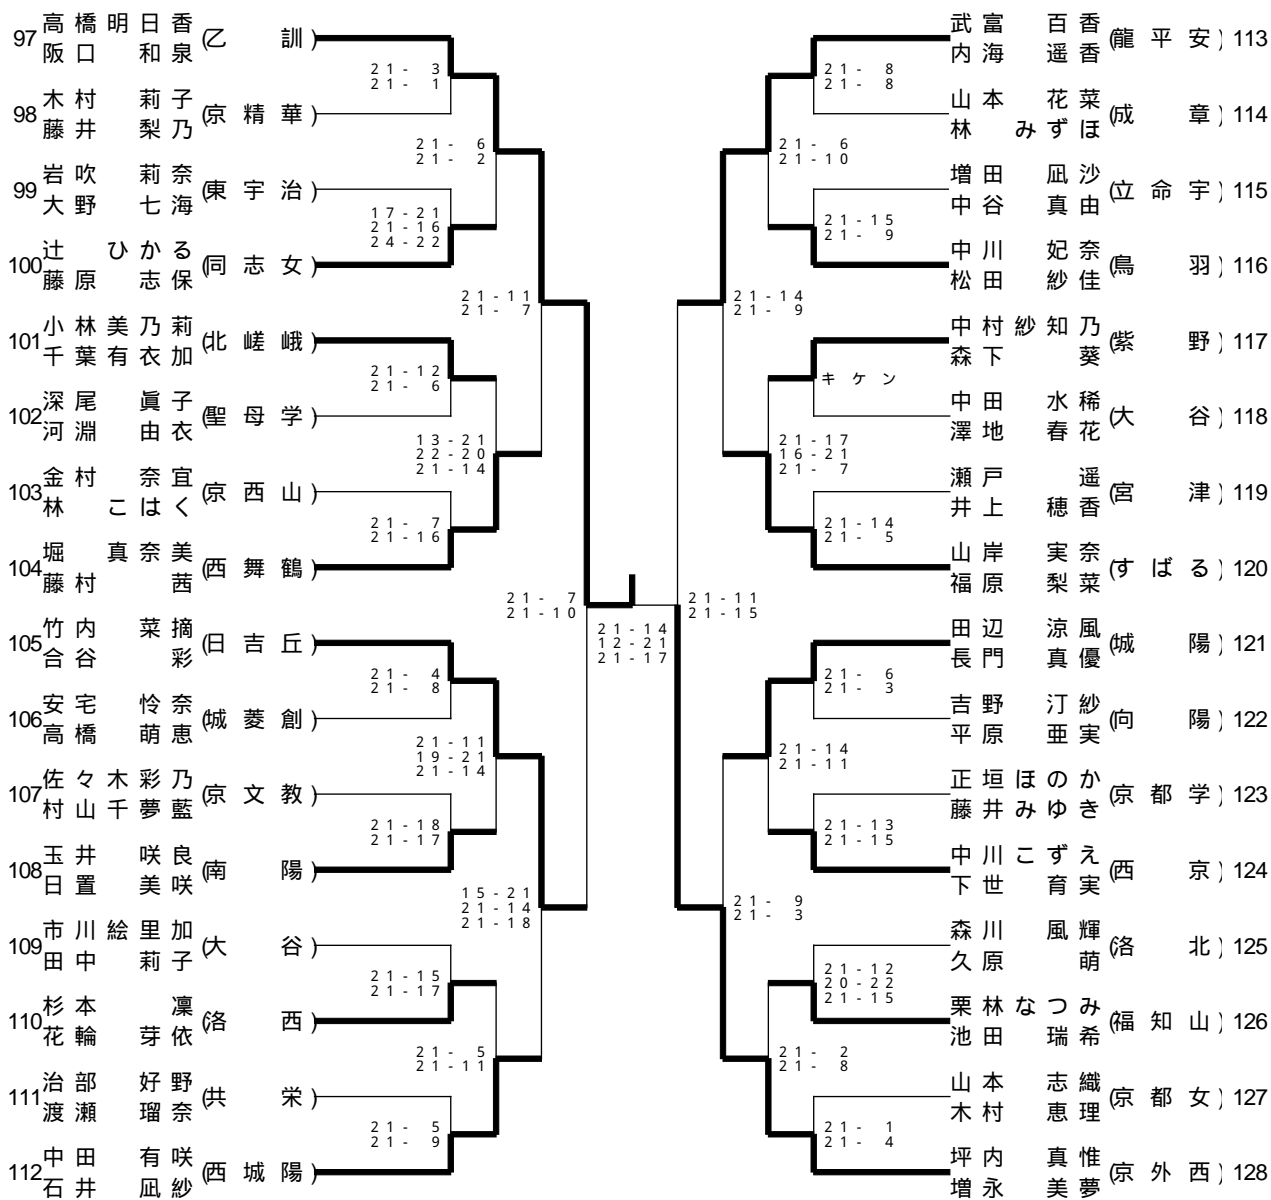 97 高橋明日香 (乙訓)
阪口和泉
21- 3
21- 1
98 木村莉子 (京精華)
藤井梨乃
21- 6
21- 2
99 岩吹莉奈 (東宇治)
大野七海
17-21
21-16
24-22
100 辻ひかる (同志女)
藤原志保
21-11
21- 7
101 小林美乃莉 (北嵯峨)
千葉有衣加
21-12
21- 6
102 深尾眞子 (聖母学)
河淵由衣
13-21
22-20
21-14
103 金村奈宜 (京西山)
林こはく
21- 7
21-16
104 堀真奈美 (西舞鶴)
藤村茜
21- 7
21-10
105 竹内菜摘 (日吉丘)
合谷彩
21- 4
21- 8
106 安宅怜奈 (城菱創)
高橋萌恵
21-11
19-21
21-14
107 佐々木彩乃 (京文教)
村山千夢藍
21-18
21-17
108 玉井咲良 (南陽)
日置美咲
15-21
21-14
21-18
109 市川絵里加 (大谷)
田中莉子
21-15
21-17
110 杉本凜 (洛西)
花輪芽依
21- 5
21-11
111 治部好野 (共栄)
渡瀬瑠奈
21- 5
21- 9
112 中田有咲 (西城陽)
石井凪紗
21-14
12-21
21-17
武富百香 (龍平安) 113
内海遥香
21- 8
21- 8
山本花菜 (成章) 114
林みずほ
21- 6
21-10
増田凪沙 (立命宇) 115
中谷真由
21-15
21- 9
中川妃奈 (鳥羽) 116
松田紗佳
21-14
21- 9
中村紗知乃 (紫野) 117
森下葵
キケン
中田水稀 (大谷) 118
澤地春花
21-17
16-21
21- 7
瀬戸遥 (宮津) 119
井上穂香
21-14
21- 5
山岸実奈 (すばる) 120
福原梨菜
21-11
21-15
田辺涼風 (城陽) 121
長門真優
21- 6
21- 3
吉野汀紗 (向陽) 122
平原亜実
21-14
21-11
正垣ほのか (京都学) 123
藤井みゆき
21-13
21-15
中川こずえ (西京) 124
下世育実
21- 9
21- 3
森川風輝 (洛北) 125
久原萌
21-12
20-22
21-15
栗林なつみ (福知山) 126
池田瑞希
21- 2
21- 8
山本志織 (京都女) 127
木村恵理
21- 1
21- 4
坪内真惟 (京外西) 128
増永美夢